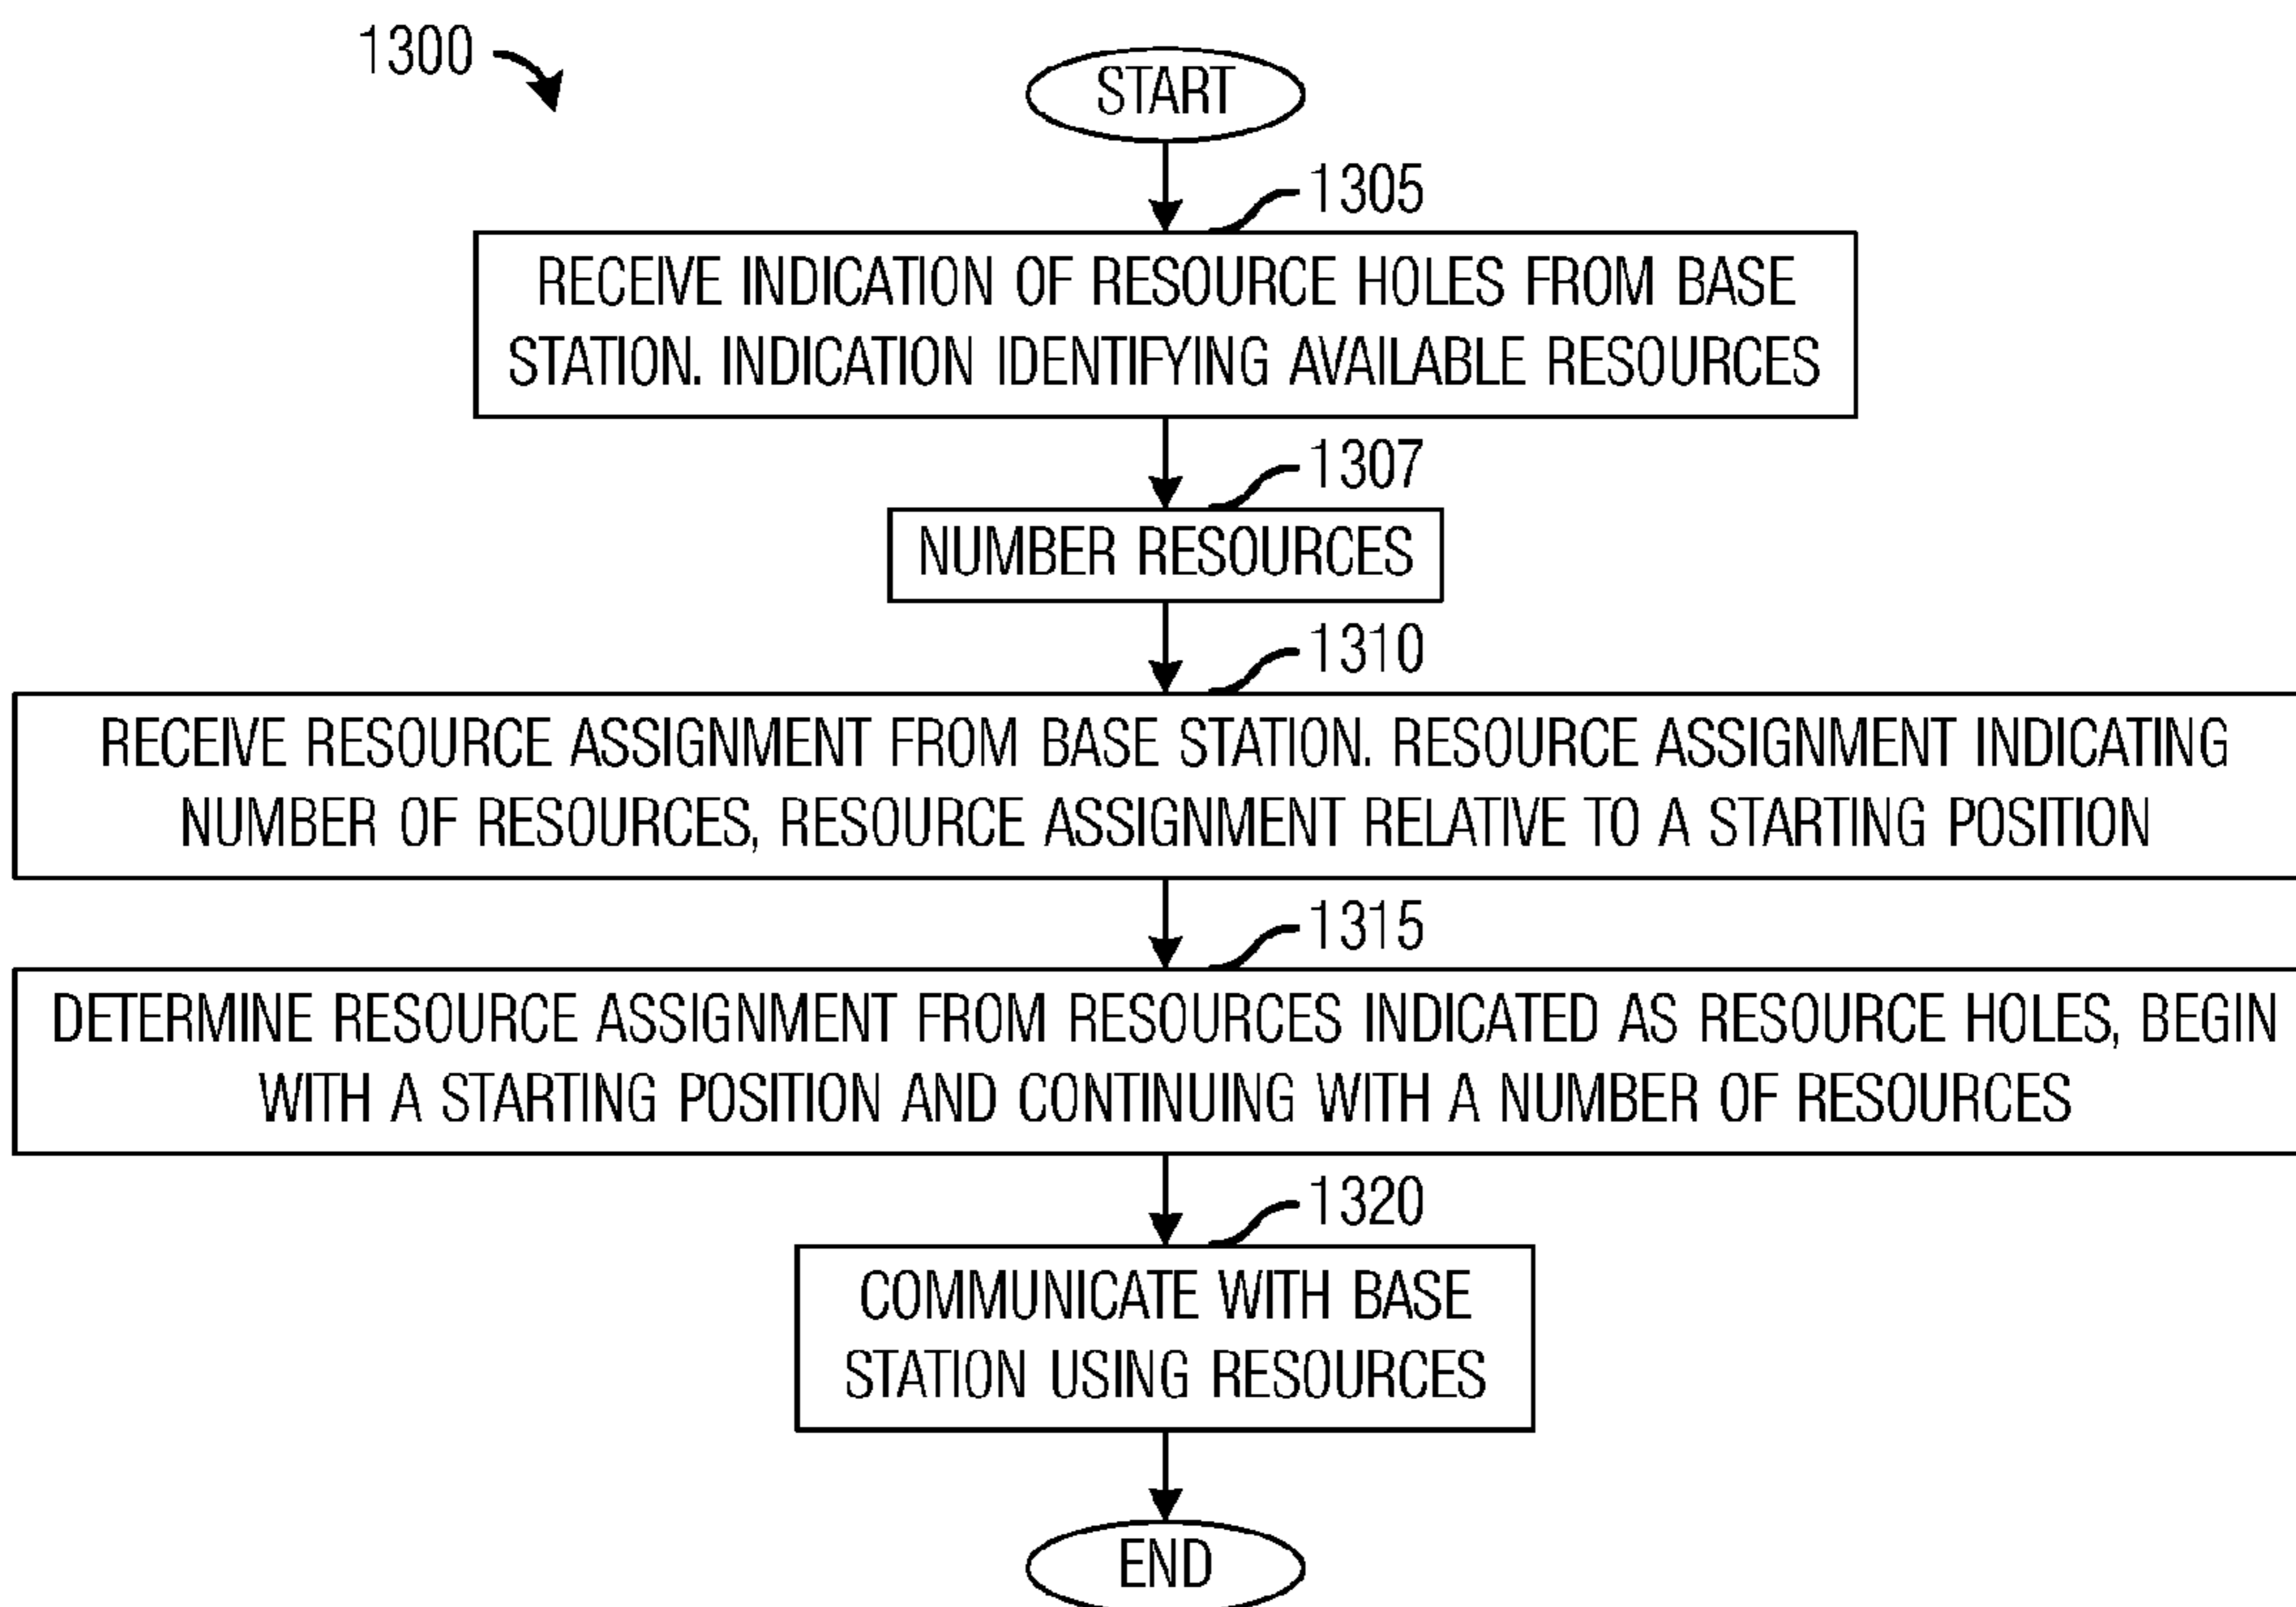 1300
START
1305
RECEIVE INDICATION OF RESOURCE HOLES FROM BASE
STATION. INDICATION IDENTIFYING AVAILABLE RESOURCES
1307
NUMBER RESOURCES
1310
RECEIVE RESOURCE ASSIGNMENT FROM BASE STATION. RESOURCE ASSIGNMENT INDICATING
NUMBER OF RESOURCES, RESOURCE ASSIGNMENT RELATIVE TO A STARTING POSITION
1315
DETERMINE RESOURCE ASSIGNMENT FROM RESOURCES INDICATED AS RESOURCE HOLES, BEGIN
WITH A STARTING POSITION AND CONTINUING WITH A NUMBER OF RESOURCES
1320
COMMUNICATE WITH BASE
STATION USING RESOURCES
END